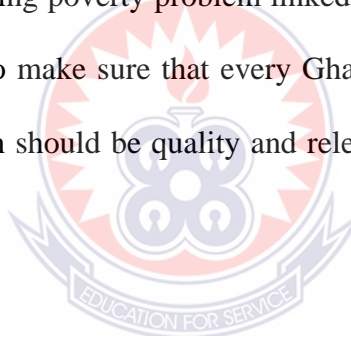 ing poverty problem linked
o make sure that every Gha
n should be quality and rele
EDUCATION FOR SERVICE